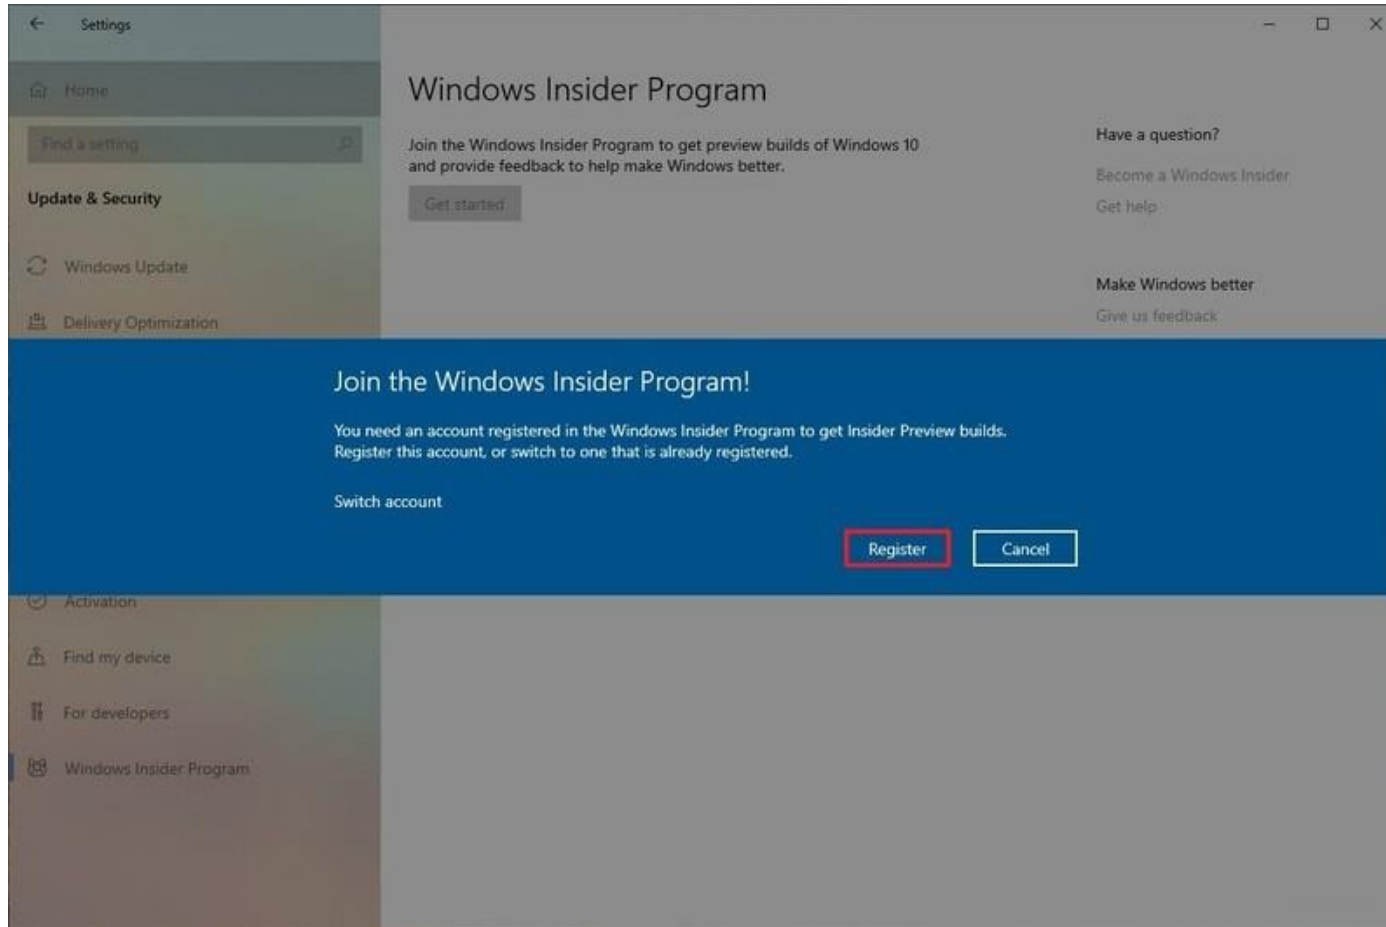 Settings
Home
Find a setting
Update & Security
Windows Update
Delivery Optimization
Windows Insider Program
Join the Windows Insider Program to get preview builds of Windows 10
and provide feedback to help make Windows better.
Get started
Have a question?
Become a Windows Insider
Get help
Make Windows better
Give us feedback
Join the Windows Insider Program!
You need an account registered in the Windows Insider Program to get Insider Preview builds.
Register this account, or switch to one that is already registered.
Switch account
Register
Cancel
Activation
Find my device
For developers
Windows Insider Program